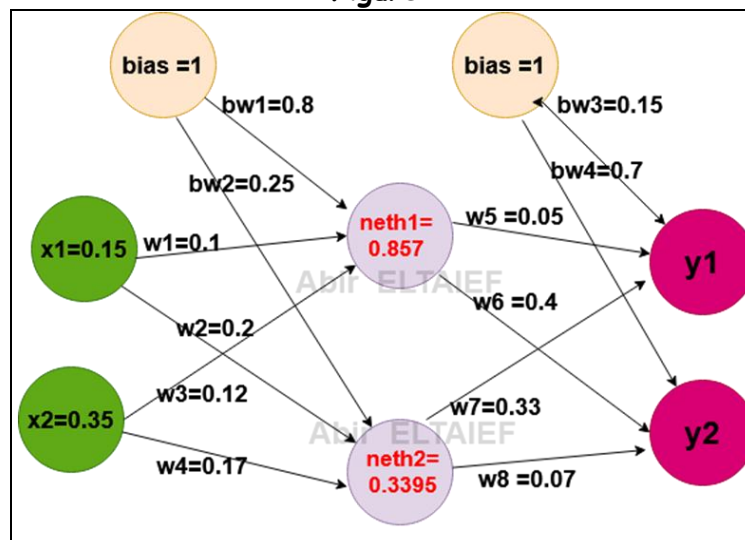 bias =1
bias =1
bw1=0.8
bw3=0.15
bw2=0.25
bw4=0.7
x1=0.15
w1=0.1
neth1=
0.857
w5 =0.05
y1
Abir ELTAIEF
w6 =0.4
w2=0.2
w3=0.12
w7=0.33
x2=0.35
Abir ELTAIEF
y2
w4=0.17
neth2=
0.3395
w8 =0.07